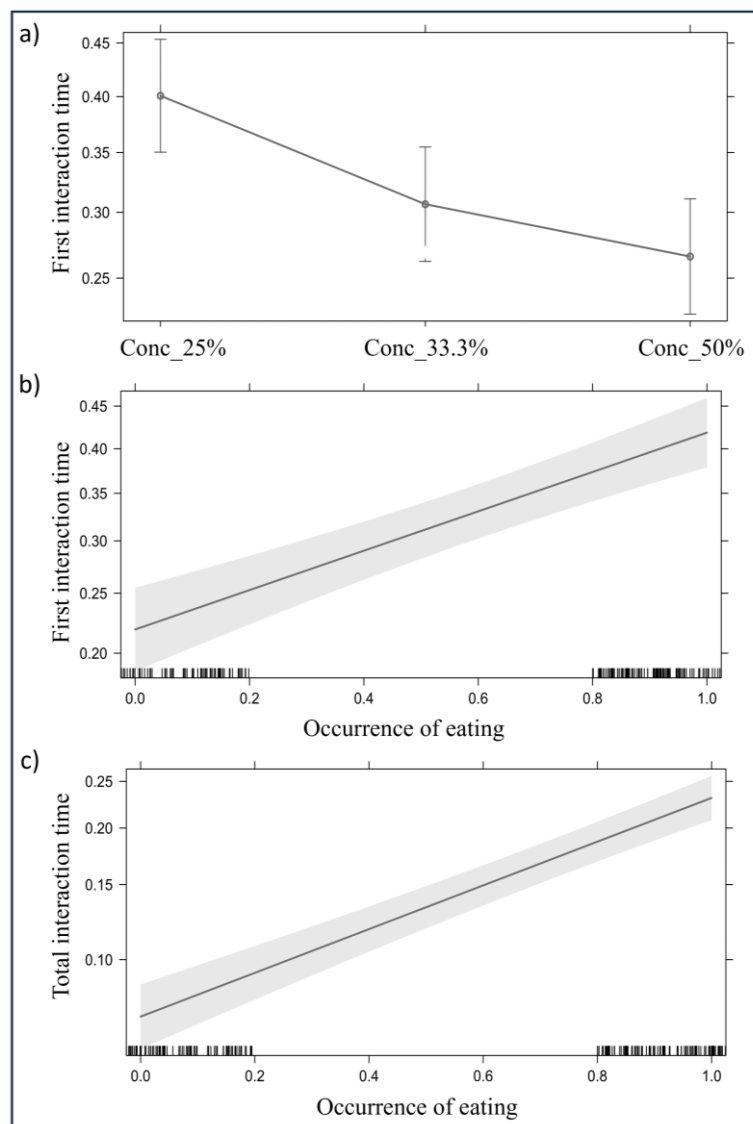 a)
First interaction time
0.45
0.40
0.35
0.30
0.25
Conc_25% Conc_33.3% Conc_50%
b)
First interaction time
0.45
0.40
0.35
0.30
0.25
0.20
0.0 0.2 0.4 0.6 0.8 1.0
Occurrence of eating
c)
Total interaction time
0.25
0.20
0.15
0.10
0.0 0.2 0.4 0.6 0.8 1.0
Occurrence of eating